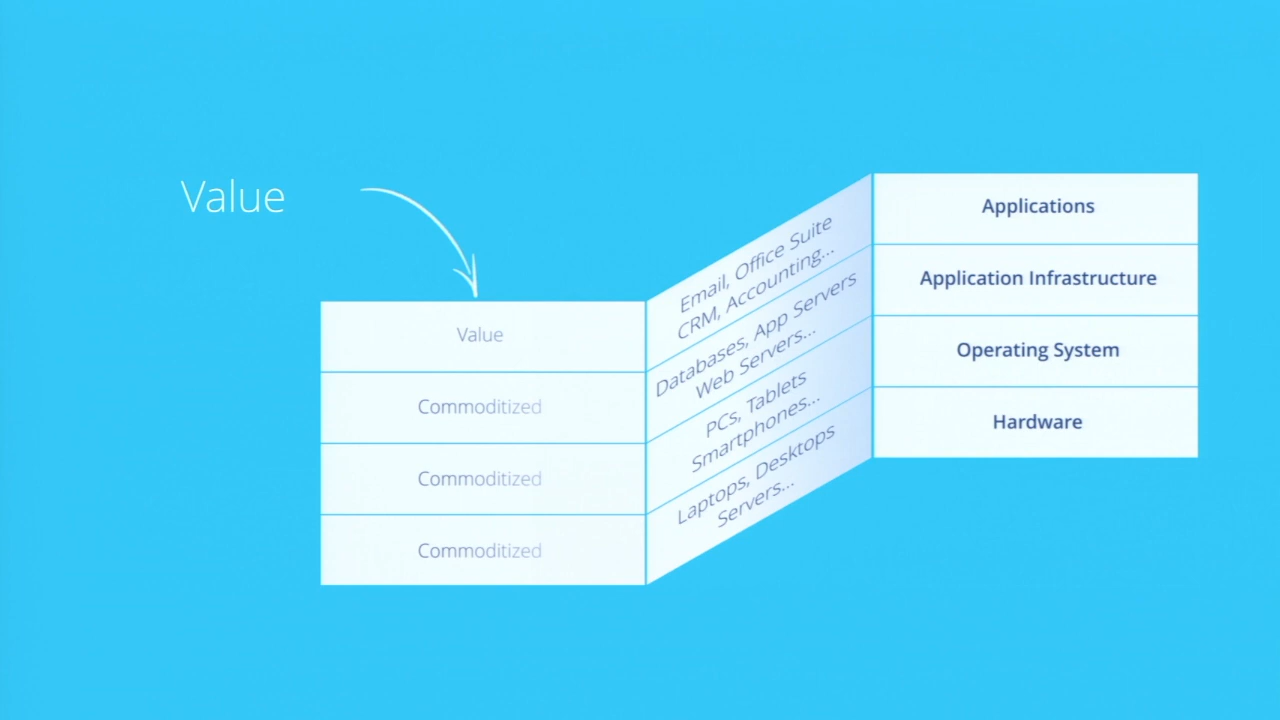 Value
Value
Commoditized
Commoditized
Commoditized
Email, Office Suite
CRM, Accounting...
Databases, App Servers
Web Servers...
PCs, Tablets
Smartphones...
Laptops, Desktops
Servers...
Applications
Application Infrastructure
Operating System
Hardware